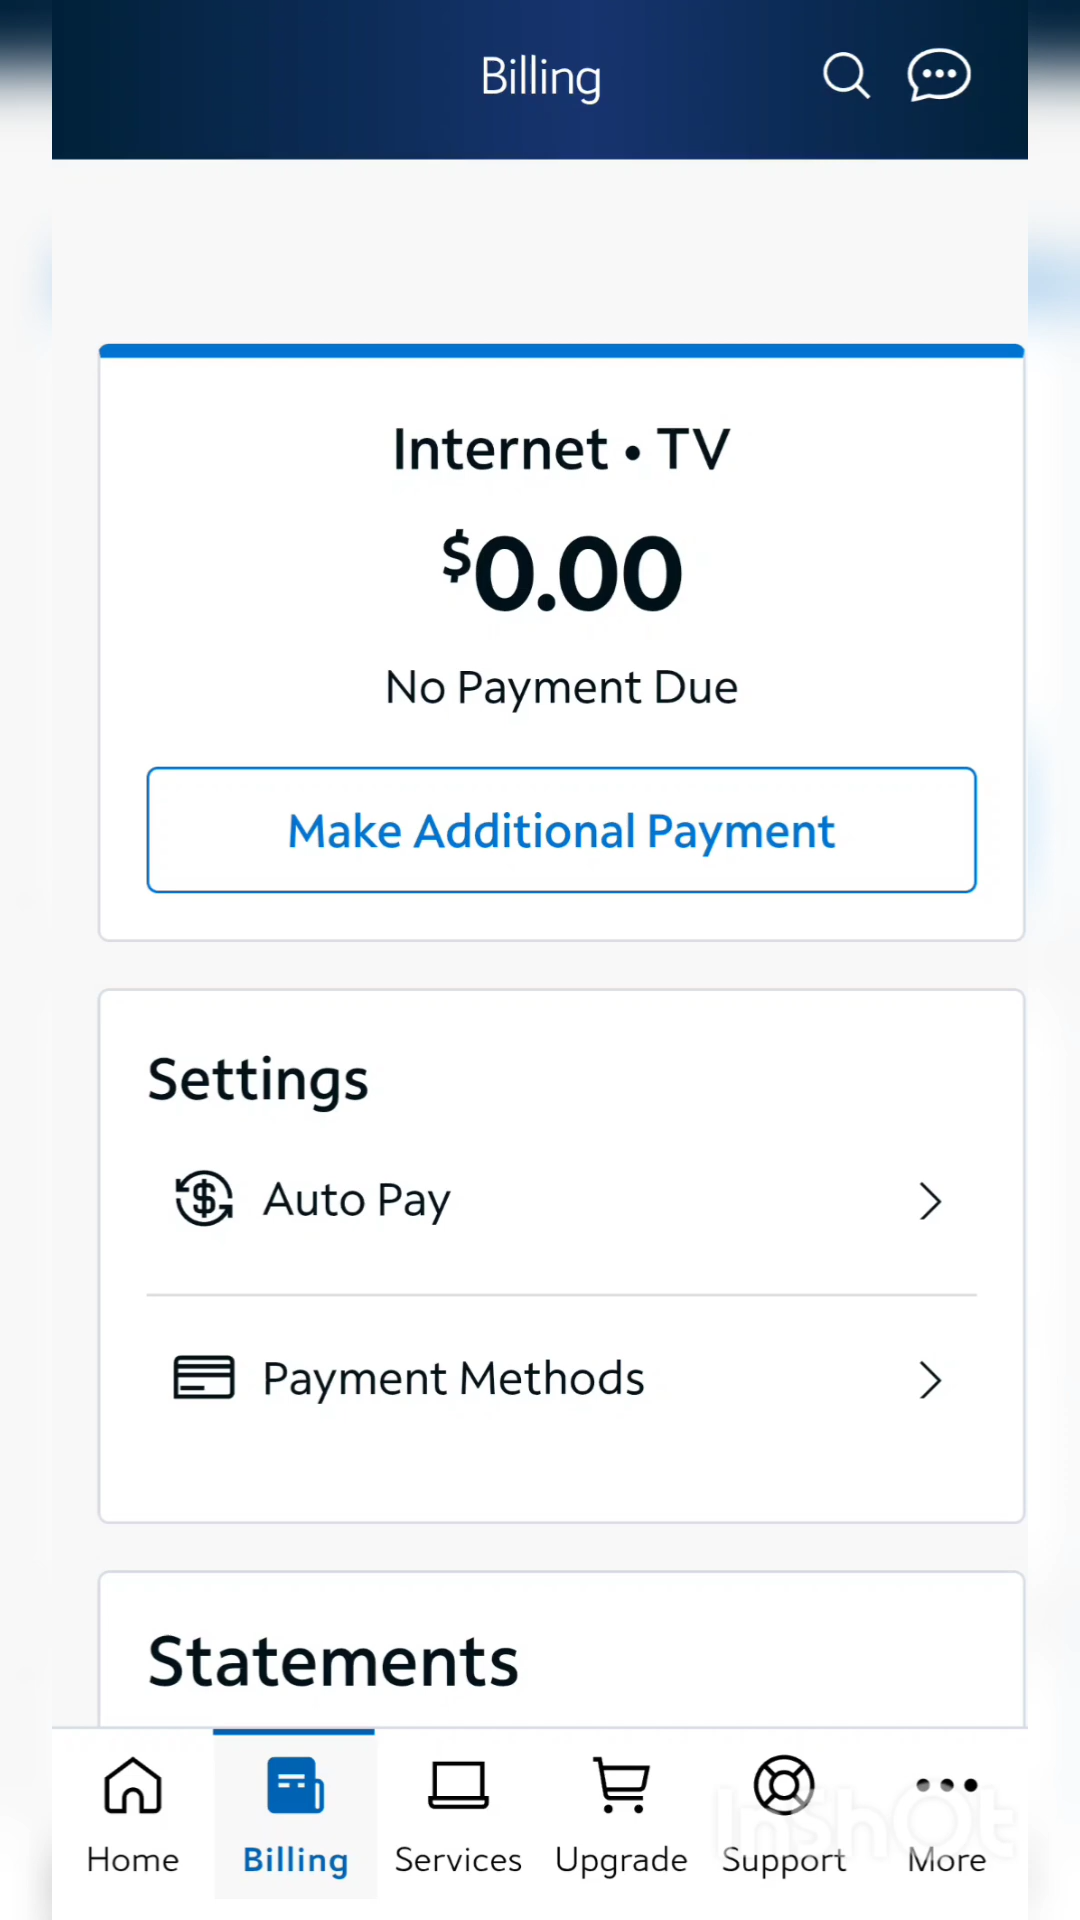 Billing
Internet • TV
$0.00
No Payment Due
Make Additional Payment
Settings
Auto Pay
Payment Methods
Statements
Home
Billing
Services
Upgrade
Support
More
InShOt